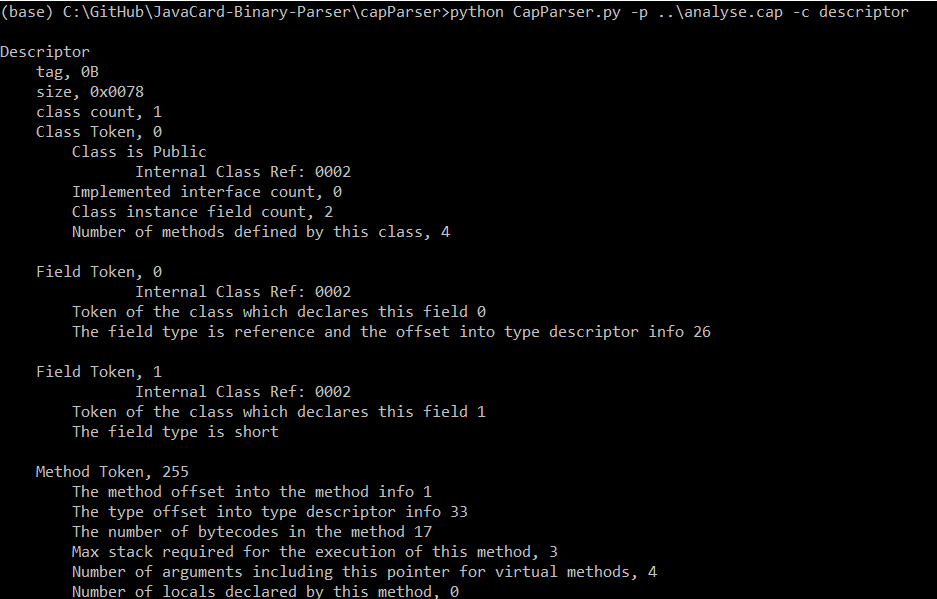 (base) C:\GitHub\JavaCard-Binary-Parser\capParser>python CapParser.py -p ..\analyse.cap -c descriptor
Descriptor
tag, 0B
size, 0x0078
class count, 1
Class Token, 0
Class is Public
Internal Class Ref: 0002
Implemented interface count, 0
Class instance field count, 2
Number of methods defined by this class, 4
Field Token, 0
Internal Class Ref: 0002
Token of the class which declares this field 0
The field type is reference and the offset into type descriptor info 26
Field Token, 1
Internal Class Ref: 0002
Token of the class which declares this field 1
The field type is short
Method Token, 255
The method offset into the method info 1
The type offset into type descriptor info 33
The number of bytecodes in the method 17
Max stack required for the execution of this method, 3
Number of arguments including this pointer for virtual methods, 4
Number of locals declared by this method, 0